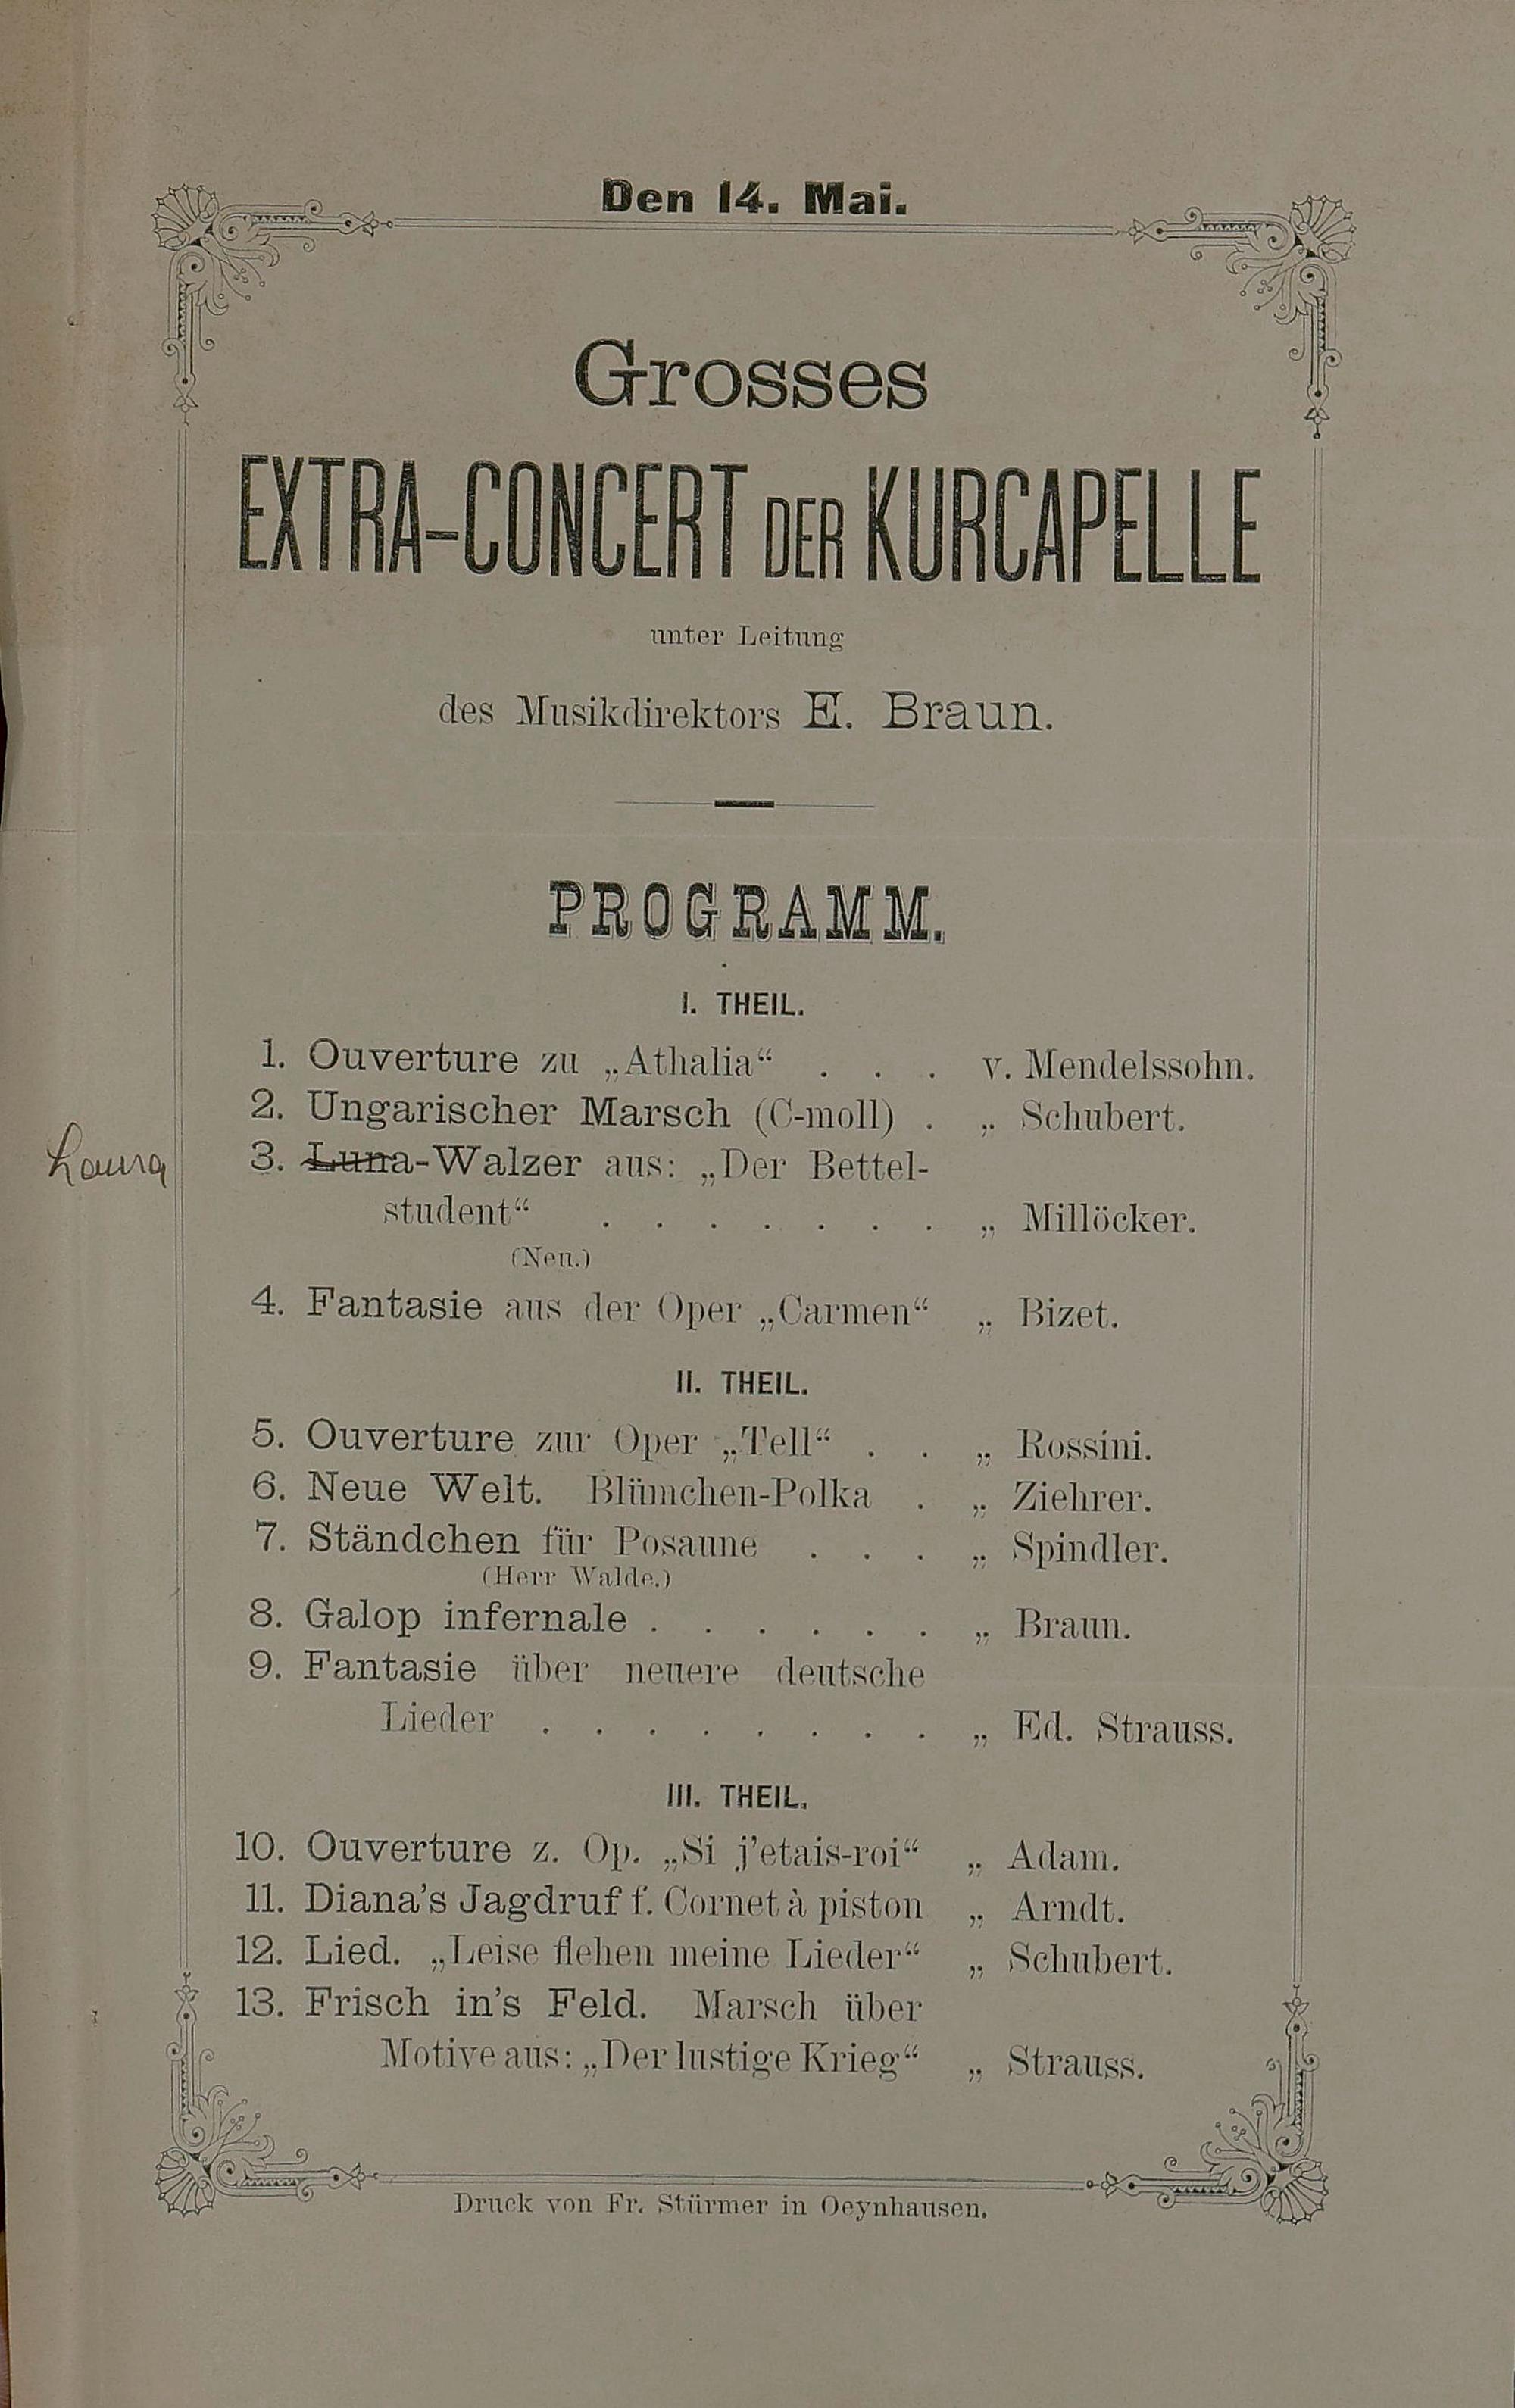 Den 14. Mai.
Grosses
EXTRA-CONCERT DER KURCAPELLE
unter Leitung
des Musikdirektors E. Braun.
PROGRAMM.
I. THEIL.
1. Ouverture zu „Athalia“ . . . v. Mendelssohn.
2. Ungarischer Marsch (C-moll) . „ Schubert.
Laura 3. Luna-Walzer aus: „Der Bettel-
student“ . . . . . . . „ Millöcker.
(Neu.)
4. Fantasie aus der Oper „Carmen“ „ Bizet.
II. THEIL.
5. Ouverture zur Oper „Tell“ . . „ Rossini.
6. Neue Welt. Blümchen-Polka . „ Ziehrer.
7. Ständchen für Posaune . . . „ Spindler.
(Herr Walde.)
8. Galop infernale . . . . . . „ Braun.
9. Fantasie über neuere deutsche
Lieder . . . . . . . . „ Ed. Strauss.
III. THEIL.
10. Ouverture z. Op. „Si j'etais-roi“ „ Adam.
11. Diana's Jagdruf f. Cornet à piston „ Arndt.
12. Lied. „Leise flehen meine Lieder“ „ Schubert.
13. Frisch in's Feld. Marsch über
Motive aus: „Der lustige Krieg“ „ Strauss.
Druck von Fr. Stürmer in Oeynhausen.